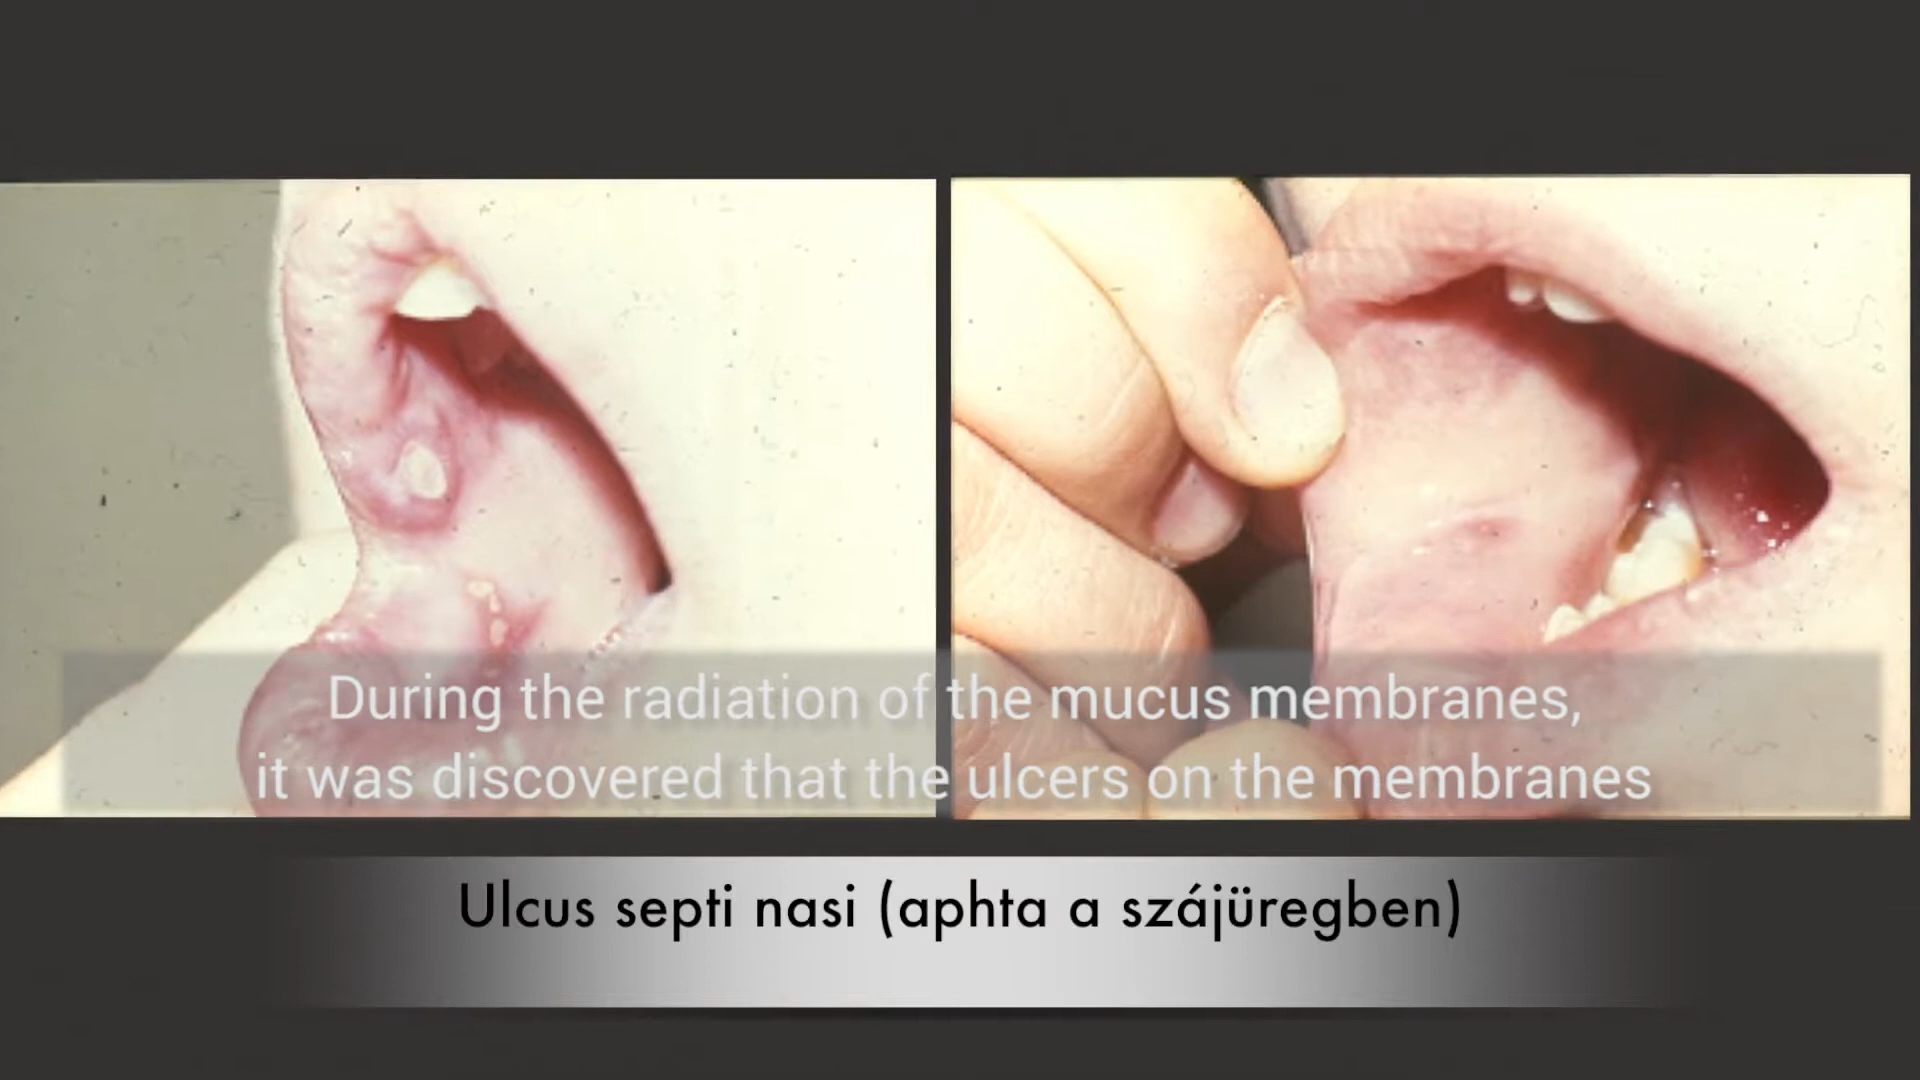 During the radiation of the mucus membranes,
it was discovered that the ulcers on the membranes
Ulcus septi nasi (aphta a szájüregben)